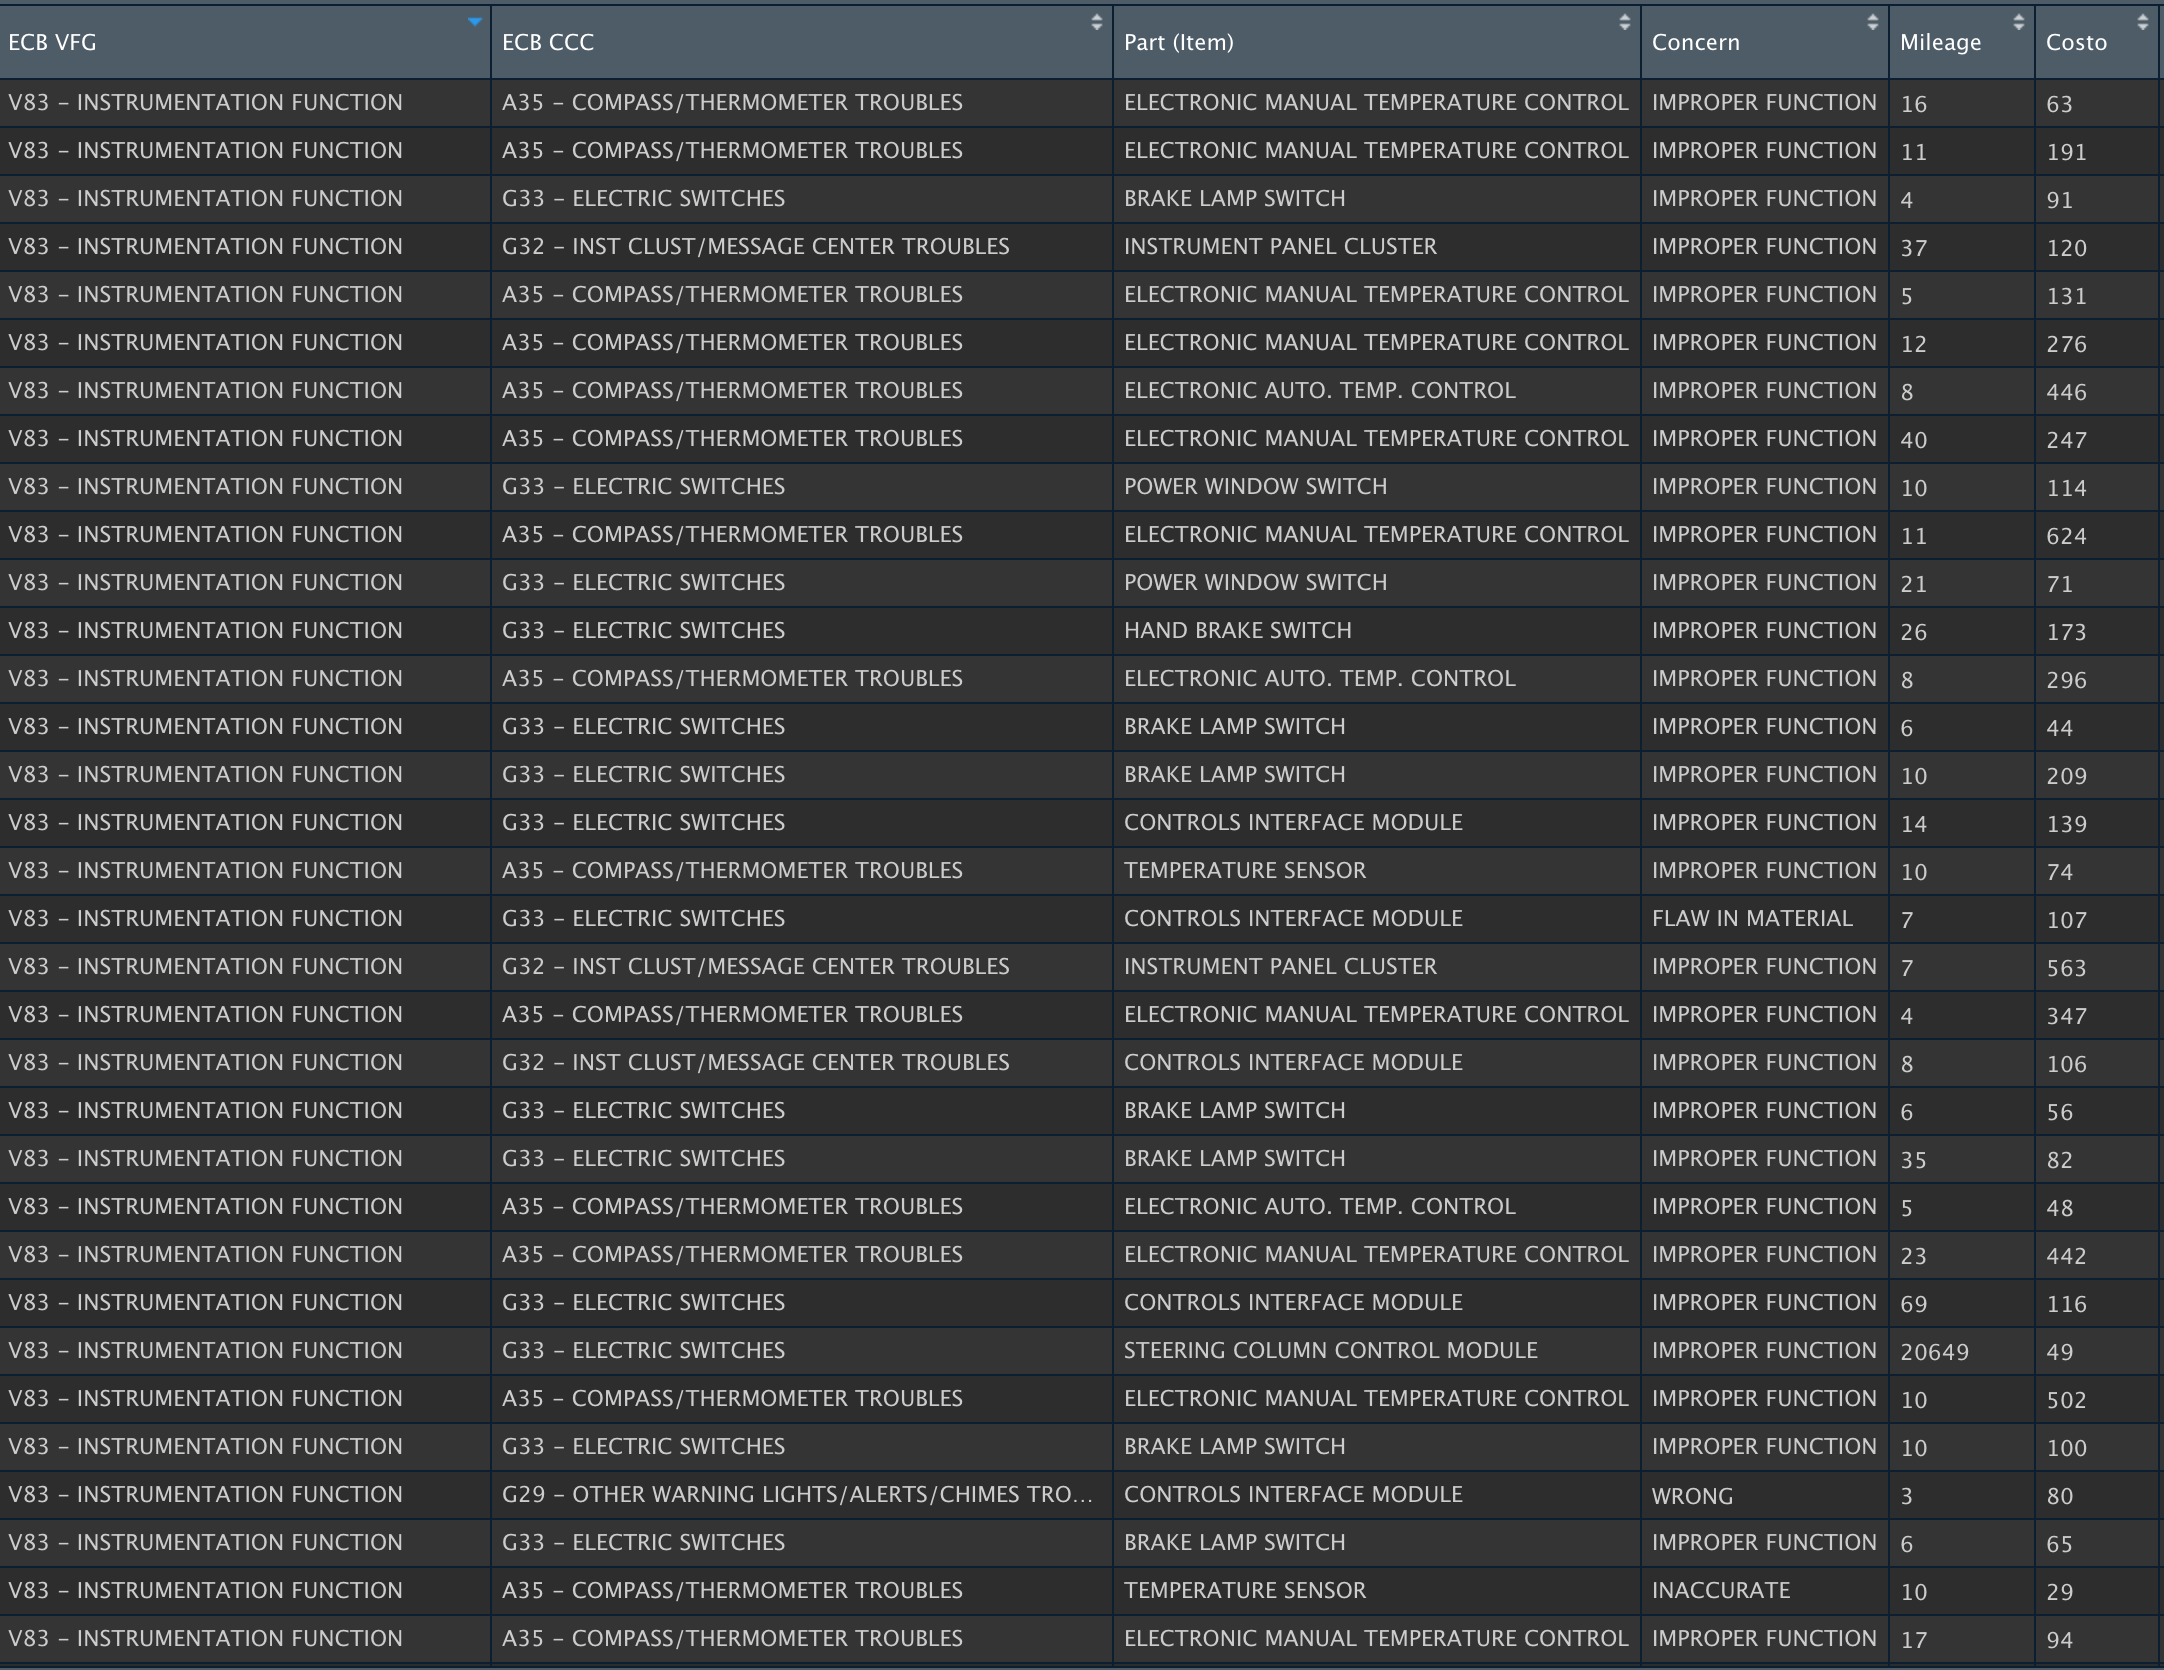 ECB VFG ECB CCC Part (Item) Concern Mileage Costo
V83 – INSTRUMENTATION FUNCTION A35 – COMPASS/THERMOMETER TROUBLES ELECTRONIC MANUAL TEMPERATURE CONTROL IMPROPER FUNCTION 16 63
V83 – INSTRUMENTATION FUNCTION A35 – COMPASS/THERMOMETER TROUBLES ELECTRONIC MANUAL TEMPERATURE CONTROL IMPROPER FUNCTION 11 191
V83 – INSTRUMENTATION FUNCTION G33 – ELECTRIC SWITCHES BRAKE LAMP SWITCH IMPROPER FUNCTION 4 91
V83 – INSTRUMENTATION FUNCTION G32 – INST CLUST/MESSAGE CENTER TROUBLES INSTRUMENT PANEL CLUSTER IMPROPER FUNCTION 37 120
V83 – INSTRUMENTATION FUNCTION A35 – COMPASS/THERMOMETER TROUBLES ELECTRONIC MANUAL TEMPERATURE CONTROL IMPROPER FUNCTION 5 131
V83 – INSTRUMENTATION FUNCTION A35 – COMPASS/THERMOMETER TROUBLES ELECTRONIC MANUAL TEMPERATURE CONTROL IMPROPER FUNCTION 12 276
V83 – INSTRUMENTATION FUNCTION A35 – COMPASS/THERMOMETER TROUBLES ELECTRONIC AUTO. TEMP. CONTROL IMPROPER FUNCTION 8 446
V83 – INSTRUMENTATION FUNCTION A35 – COMPASS/THERMOMETER TROUBLES ELECTRONIC MANUAL TEMPERATURE CONTROL IMPROPER FUNCTION 40 247
V83 – INSTRUMENTATION FUNCTION G33 – ELECTRIC SWITCHES POWER WINDOW SWITCH IMPROPER FUNCTION 10 114
V83 – INSTRUMENTATION FUNCTION A35 – COMPASS/THERMOMETER TROUBLES ELECTRONIC MANUAL TEMPERATURE CONTROL IMPROPER FUNCTION 11 624
V83 – INSTRUMENTATION FUNCTION G33 – ELECTRIC SWITCHES POWER WINDOW SWITCH IMPROPER FUNCTION 21 71
V83 – INSTRUMENTATION FUNCTION G33 – ELECTRIC SWITCHES HAND BRAKE SWITCH IMPROPER FUNCTION 26 173
V83 – INSTRUMENTATION FUNCTION A35 – COMPASS/THERMOMETER TROUBLES ELECTRONIC AUTO. TEMP. CONTROL IMPROPER FUNCTION 8 296
V83 – INSTRUMENTATION FUNCTION G33 – ELECTRIC SWITCHES BRAKE LAMP SWITCH IMPROPER FUNCTION 6 44
V83 – INSTRUMENTATION FUNCTION G33 – ELECTRIC SWITCHES BRAKE LAMP SWITCH IMPROPER FUNCTION 10 209
V83 – INSTRUMENTATION FUNCTION G33 – ELECTRIC SWITCHES CONTROLS INTERFACE MODULE IMPROPER FUNCTION 14 139
V83 – INSTRUMENTATION FUNCTION A35 – COMPASS/THERMOMETER TROUBLES TEMPERATURE SENSOR IMPROPER FUNCTION 10 74
V83 – INSTRUMENTATION FUNCTION G33 – ELECTRIC SWITCHES CONTROLS INTERFACE MODULE FLAW IN MATERIAL 7 107
V83 – INSTRUMENTATION FUNCTION G32 – INST CLUST/MESSAGE CENTER TROUBLES INSTRUMENT PANEL CLUSTER IMPROPER FUNCTION 7 563
V83 – INSTRUMENTATION FUNCTION A35 – COMPASS/THERMOMETER TROUBLES ELECTRONIC MANUAL TEMPERATURE CONTROL IMPROPER FUNCTION 4 347
V83 – INSTRUMENTATION FUNCTION G32 – INST CLUST/MESSAGE CENTER TROUBLES CONTROLS INTERFACE MODULE IMPROPER FUNCTION 8 106
V83 – INSTRUMENTATION FUNCTION G33 – ELECTRIC SWITCHES BRAKE LAMP SWITCH IMPROPER FUNCTION 6 56
V83 – INSTRUMENTATION FUNCTION G33 – ELECTRIC SWITCHES BRAKE LAMP SWITCH IMPROPER FUNCTION 35 82
V83 – INSTRUMENTATION FUNCTION A35 – COMPASS/THERMOMETER TROUBLES ELECTRONIC AUTO. TEMP. CONTROL IMPROPER FUNCTION 5 48
V83 – INSTRUMENTATION FUNCTION A35 – COMPASS/THERMOMETER TROUBLES ELECTRONIC MANUAL TEMPERATURE CONTROL IMPROPER FUNCTION 23 442
V83 – INSTRUMENTATION FUNCTION G33 – ELECTRIC SWITCHES CONTROLS INTERFACE MODULE IMPROPER FUNCTION 69 116
V83 – INSTRUMENTATION FUNCTION G33 – ELECTRIC SWITCHES STEERING COLUMN CONTROL MODULE IMPROPER FUNCTION 20649 49
V83 – INSTRUMENTATION FUNCTION A35 – COMPASS/THERMOMETER TROUBLES ELECTRONIC MANUAL TEMPERATURE CONTROL IMPROPER FUNCTION 10 502
V83 – INSTRUMENTATION FUNCTION G33 – ELECTRIC SWITCHES BRAKE LAMP SWITCH IMPROPER FUNCTION 10 100
V83 – INSTRUMENTATION FUNCTION G29 – OTHER WARNING LIGHTS/ALERTS/CHIMES TRO... CONTROLS INTERFACE MODULE WRONG 3 80
V83 – INSTRUMENTATION FUNCTION G33 – ELECTRIC SWITCHES BRAKE LAMP SWITCH IMPROPER FUNCTION 6 65
V83 – INSTRUMENTATION FUNCTION A35 – COMPASS/THERMOMETER TROUBLES TEMPERATURE SENSOR INACCURATE 10 29
V83 – INSTRUMENTATION FUNCTION A35 – COMPASS/THERMOMETER TROUBLES ELECTRONIC MANUAL TEMPERATURE CONTROL IMPROPER FUNCTION 17 94